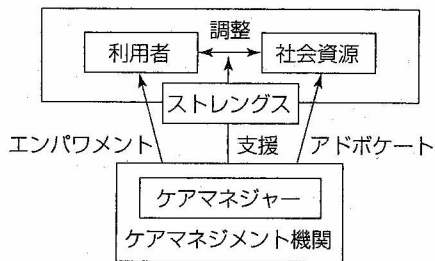 調整
利用者
社会資源
ストレングス
エンパワメント
支援
アドボケート
ケアマネジャー
ケアマネジメント機関